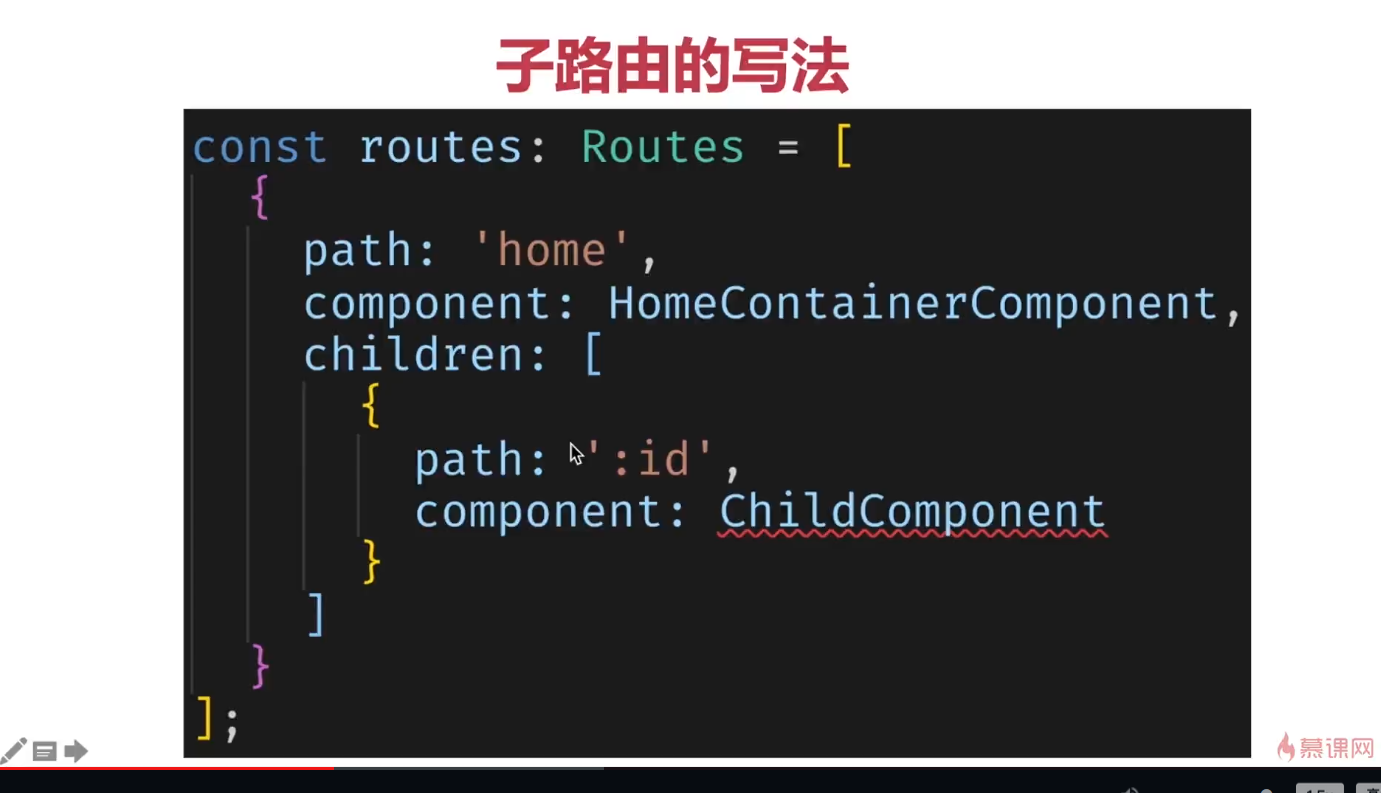 子路由的写法
const routes: Routes = [
{
path: 'home',
component: HomeContainerComponent,
children: [
{
path: ':id',
component: ChildComponent
}
]
}
];
慕课网